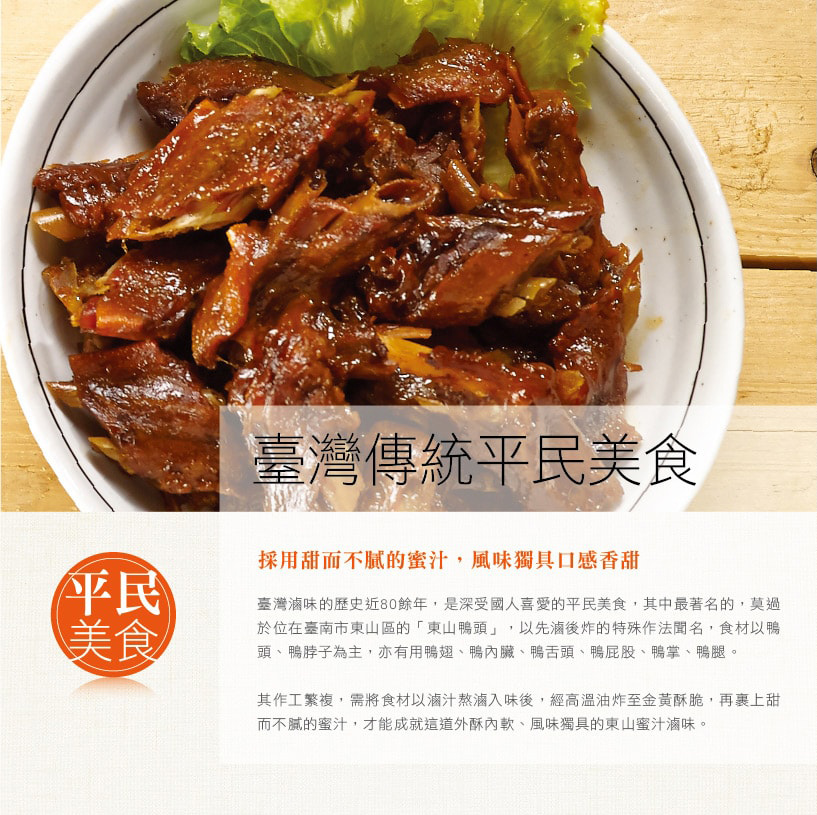 臺灣傳統平民美食
採用甜而不膩的蜜汁，風味獨具口感香甜
平民
美食
臺灣滷味的歷史近80餘年，是深受國人喜愛的平民美食，其中最著名的，莫過
於位在臺南市東山區的「東山鴨頭」，以先滷後炸的特殊作法聞名，食材以鴨
頭、鴨脖子為主，亦有用鴨翅、鴨內臟、鴨舌頭、鴨屁股、鴨掌、鴨腿。
其作工繁複，需將食材以滷汁熬滷入味後，經高溫油炸至金黃酥脆，再裹上甜
而不膩的蜜汁，才能成就這道外酥內軟、風味獨具的東山蜜汁滷味。